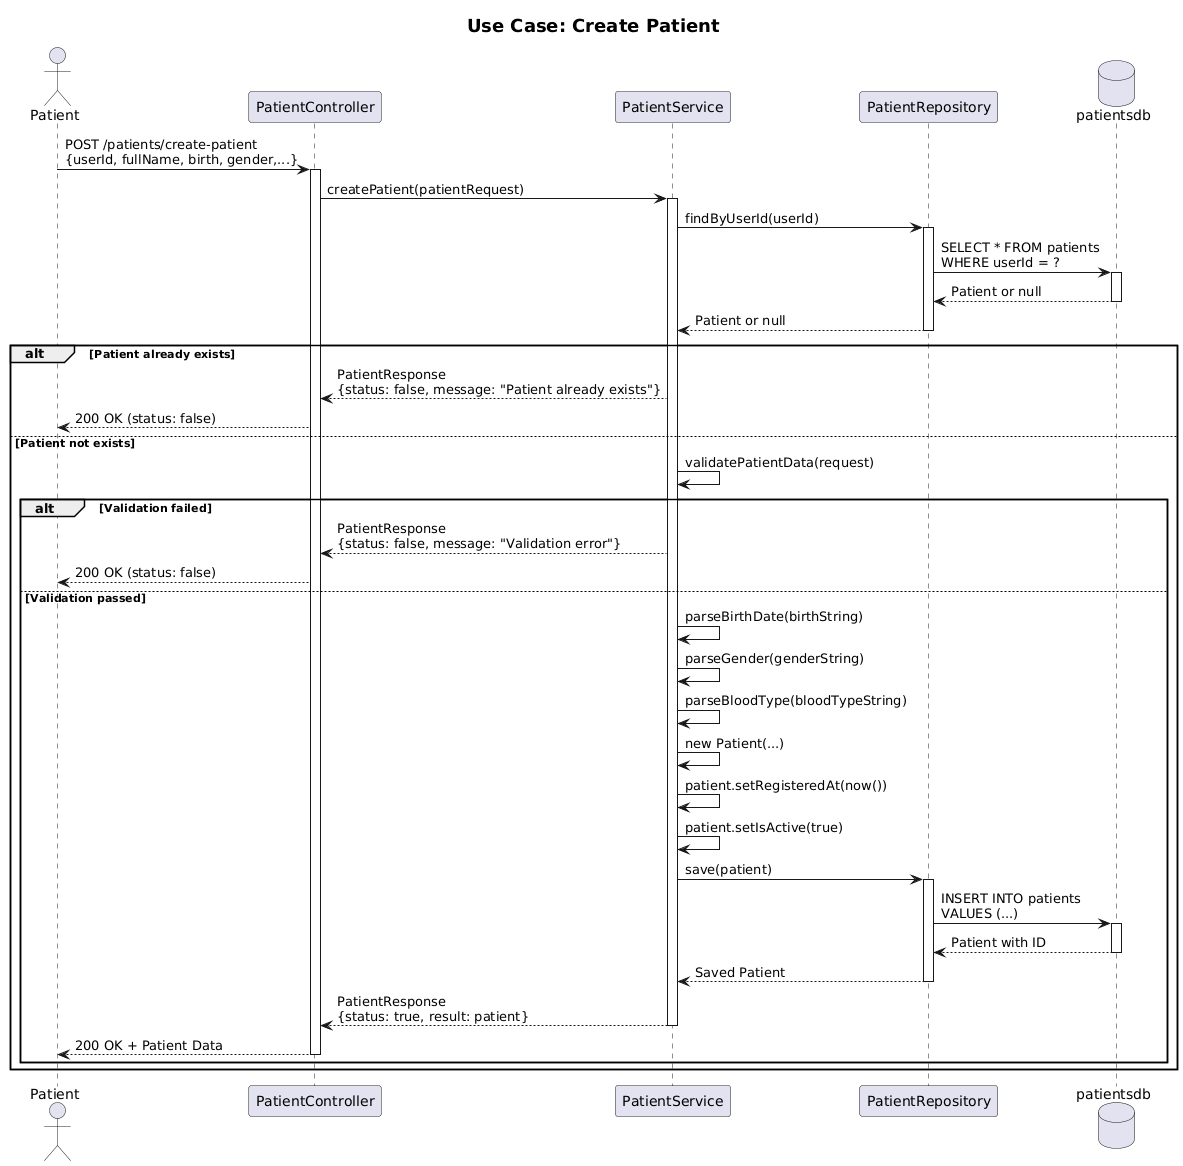 Use Case: Create Patient
Patient
PatientController
PatientService
PatientRepository
patientsdb
POST /patients/create-patient
{userId, fullName, birth, gender,...}
createPatient(patientRequest)
findByUserId(userId)
SELECT * FROM patients
WHERE userId = ?
Patient or null
Patient or null
alt
[Patient already exists]
PatientResponse
{status: false, message: "Patient already exists"}
200 OK (status: false)
[Patient not exists]
validatePatientData(request)
alt
[Validation failed]
PatientResponse
{status: false, message: "Validation error"}
200 OK (status: false)
[Validation passed]
parseBirthDate(birthString)
parseGender(genderString)
parseBloodType(bloodTypeString)
new Patient(...)
patient.setRegisteredAt(now())
patient.setIsActive(true)
save(patient)
INSERT INTO patients
VALUES (...)
Patient with ID
Saved Patient
PatientResponse
{status: true, result: patient}
200 OK + Patient Data
Patient
PatientController
PatientService
PatientRepository
patientsdb